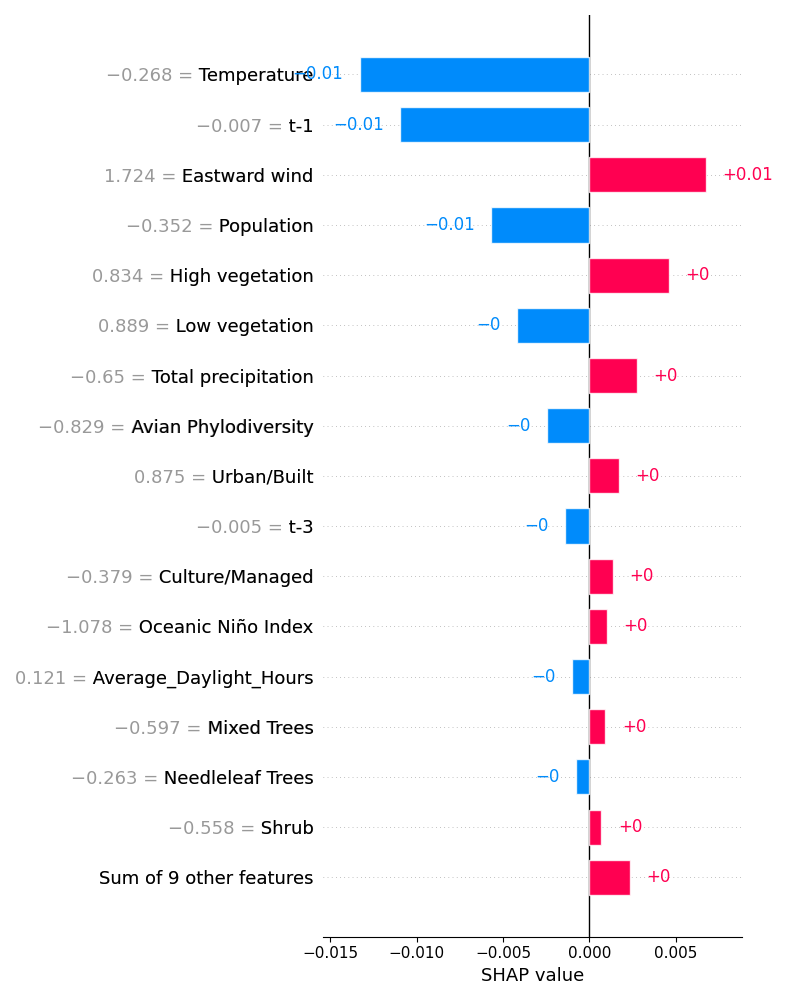 −0.268 = Temperature −0.01
−0.007 = t-1 −0.01
1.724 = Eastward wind +0.01
−0.352 = Population −0.01
0.834 = High vegetation +0
0.889 = Low vegetation −0
−0.65 = Total precipitation +0
−0.829 = Avian Phylodiversity −0
0.875 = Urban/Built +0
−0.005 = t-3 −0
−0.379 = Culture/Managed +0
−1.078 = Oceanic Niño Index +0
0.121 = Average_Daylight_Hours −0
−0.597 = Mixed Trees +0
−0.263 = Needleleaf Trees −0
−0.558 = Shrub +0
Sum of 9 other features +0
−0.015 −0.010 −0.005 0.000 0.005
SHAP value